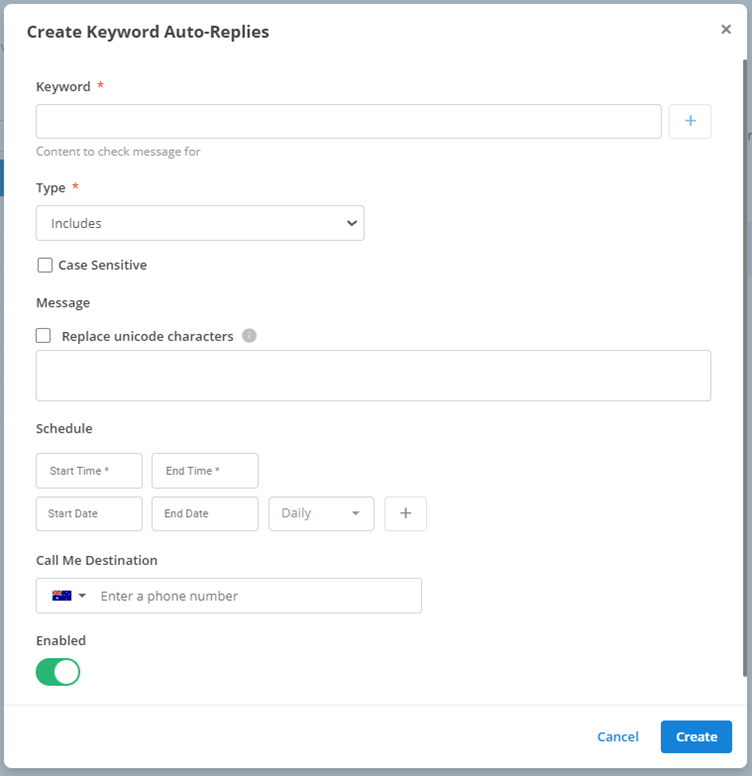 Create Keyword Auto-Replies
Keyword *
Content to check message for
Type *
Includes
Case Sensitive
Message
Replace unicode characters
Schedule
Start Time * End Time *
Start Date End Date Daily
Call Me Destination
Enter a phone number
Enabled
Cancel Create